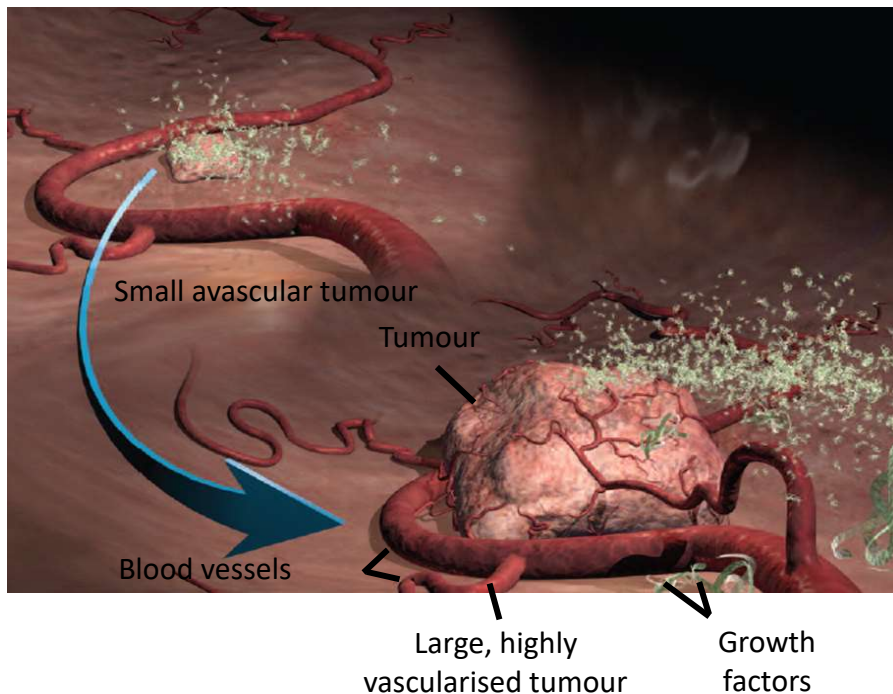 Small avascular tumour
Tumour
Blood vessels
Large, highly
vascularised tumour
Growth
factors